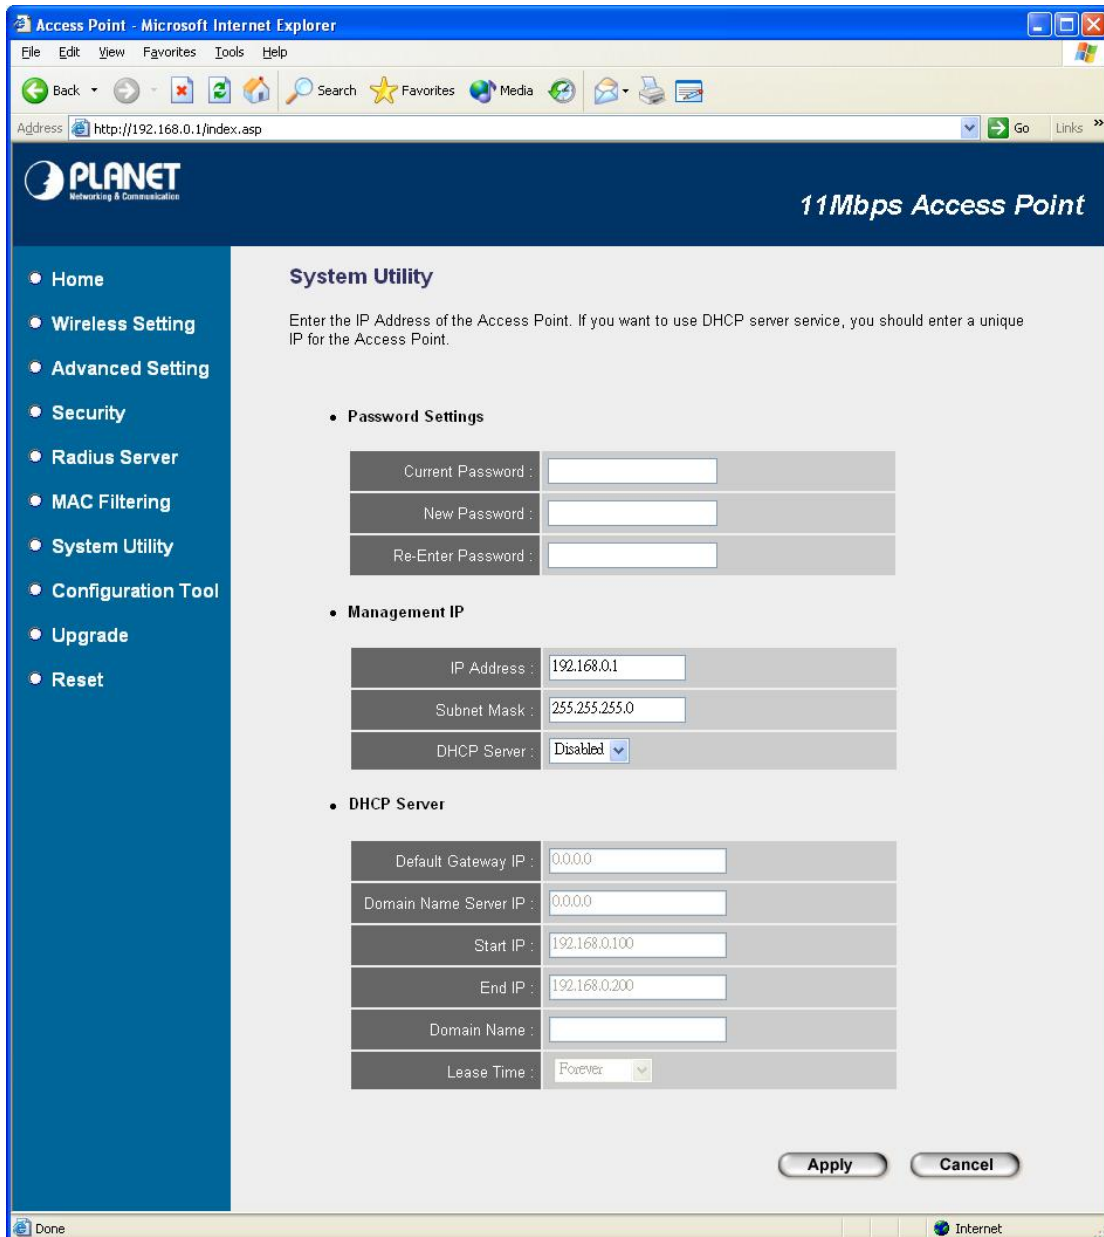 Access Point - Microsoft Internet Explorer
File Edit View Favorites Tools Help
Back Search Favorites Media
Address http://192.168.0.1/index.asp Go Links »
PLANET
Networking & Communication
11Mbps Access Point
Home
Wireless Setting
Advanced Setting
Security
Radius Server
MAC Filtering
System Utility
Configuration Tool
Upgrade
Reset
System Utility
Enter the IP Address of the Access Point. If you want to use DHCP server service, you should enter a unique
IP for the Access Point.
• Password Settings
Current Password :
New Password :
Re-Enter Password :
• Management IP
IP Address : 192.168.0.1
Subnet Mask : 255.255.255.0
DHCP Server : Disabled
• DHCP Server
Default Gateway IP : 0.0.0.0
Domain Name Server IP : 0.0.0.0
Start IP : 192.168.0.100
End IP : 192.168.0.200
Domain Name :
Lease Time : Forever
Apply Cancel
Done Internet